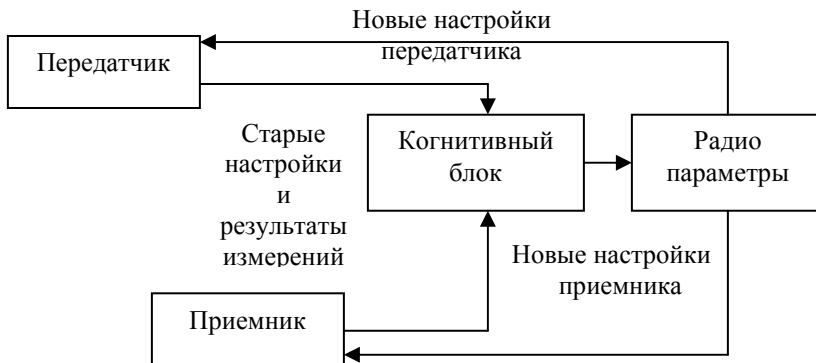 Новые настройки
передатчика
Передатчик
Старые
настройки
и
результаты
измерений
Когнитивный
блок
Радио
параметры
Новые настройки
приемника
Приемник